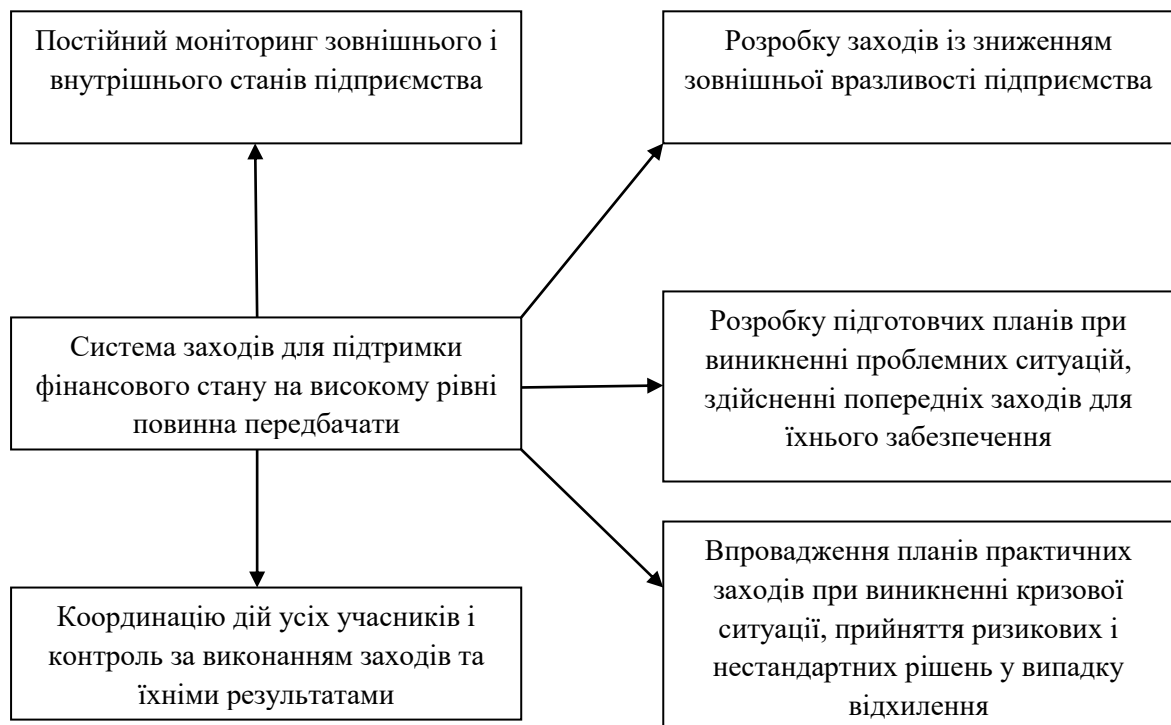 Постійний моніторинг зовнішнього і
внутрішнього станів підприємства
Розробку заходів із зниженням
зовнішньої вразливості підприємства
Система заходів для підтримки
фінансового стану на високому рівні
повинна передбачати
Розробку підготовчих планів при
виникненні проблемних ситуацій,
здійсненні попередніх заходів для
їхнього забезпечення
Координацію дій усіх учасників і
контроль за виконанням заходів та
їхніми результатами
Впровадження планів практичних
заходів при виникненні кризової
ситуації, прийняття ризикових і
нестандартних рішень у випадку
відхилення